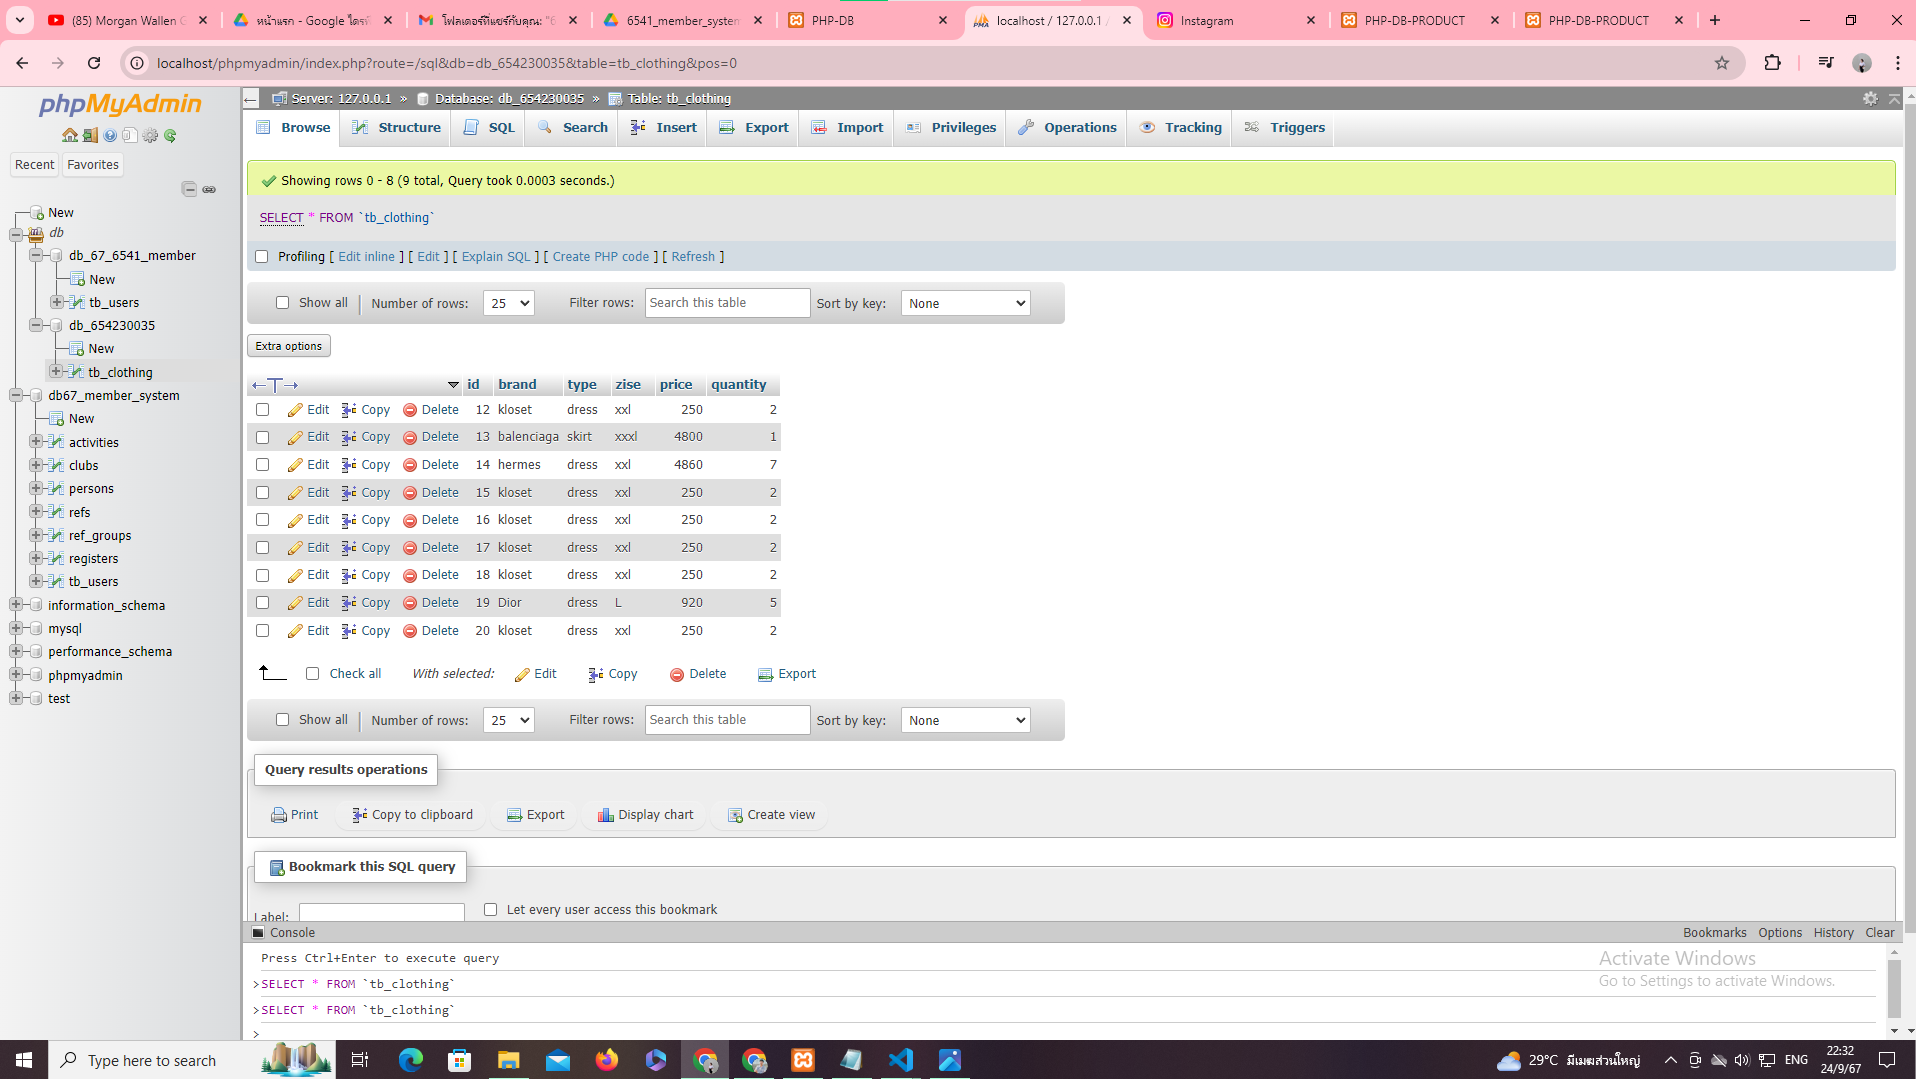 (85) Morgan Wallen G
หน้าแรก - Google ไดรฟ์
โฟลเดอร์ที่แชร์กับคุณ: "6
6541_member_system
PHP-DB
localhost / 127.0.0.1 /
Instagram
PHP-DB-PRODUCT
PHP-DB-PRODUCT
localhost/phpmyadmin/index.php?route=/sql&db=db_654230035&table=tb_clothing&pos=0
phpMyAdmin
Recent
Favorites
New
db
db_67_6541_member
New
tb_users
db_654230035
New
tb_clothing
db67_member_system
New
activities
clubs
persons
refs
ref_groups
registers
tb_users
information_schema
mysql
performance_schema
phpmyadmin
test
Server: 127.0.0.1 » Database: db_654230035 » Table: tb_clothing
Browse Structure SQL Search Insert Export Import Privileges Operations Tracking Triggers
Showing rows 0 - 8 (9 total, Query took 0.0003 seconds.)
SELECT * FROM `tb_clothing`
Profiling [ Edit inline ] [ Edit ] [ Explain SQL ] [ Create PHP code ] [ Refresh ]
Show all Number of rows: 25 Filter rows: Search this table Sort by key: None
Extra options
id brand type zise price quantity
Edit Copy Delete 12 kloset dress xxl 250 2
Edit Copy Delete 13 balenciaga skirt xxxl 4800 1
Edit Copy Delete 14 hermes dress xxl 4860 7
Edit Copy Delete 15 kloset dress xxl 250 2
Edit Copy Delete 16 kloset dress xxl 250 2
Edit Copy Delete 17 kloset dress xxl 250 2
Edit Copy Delete 18 kloset dress xxl 250 2
Edit Copy Delete 19 Dior dress L 920 5
Edit Copy Delete 20 kloset dress xxl 250 2
Check all With selected: Edit Copy Delete Export
Show all Number of rows: 25 Filter rows: Search this table Sort by key: None
Query results operations
Print Copy to clipboard Export Display chart Create view
Bookmark this SQL query
Label: Let every user access this bookmark
Console Bookmarks Options History Clear
Press Ctrl+Enter to execute query
>SELECT * FROM `tb_clothing`
>SELECT * FROM `tb_clothing`
>
Activate Windows
Go to Settings to activate Windows.
Type here to search
29°C มีเมฆส่วนใหญ่
ENG
22:32
24/9/67